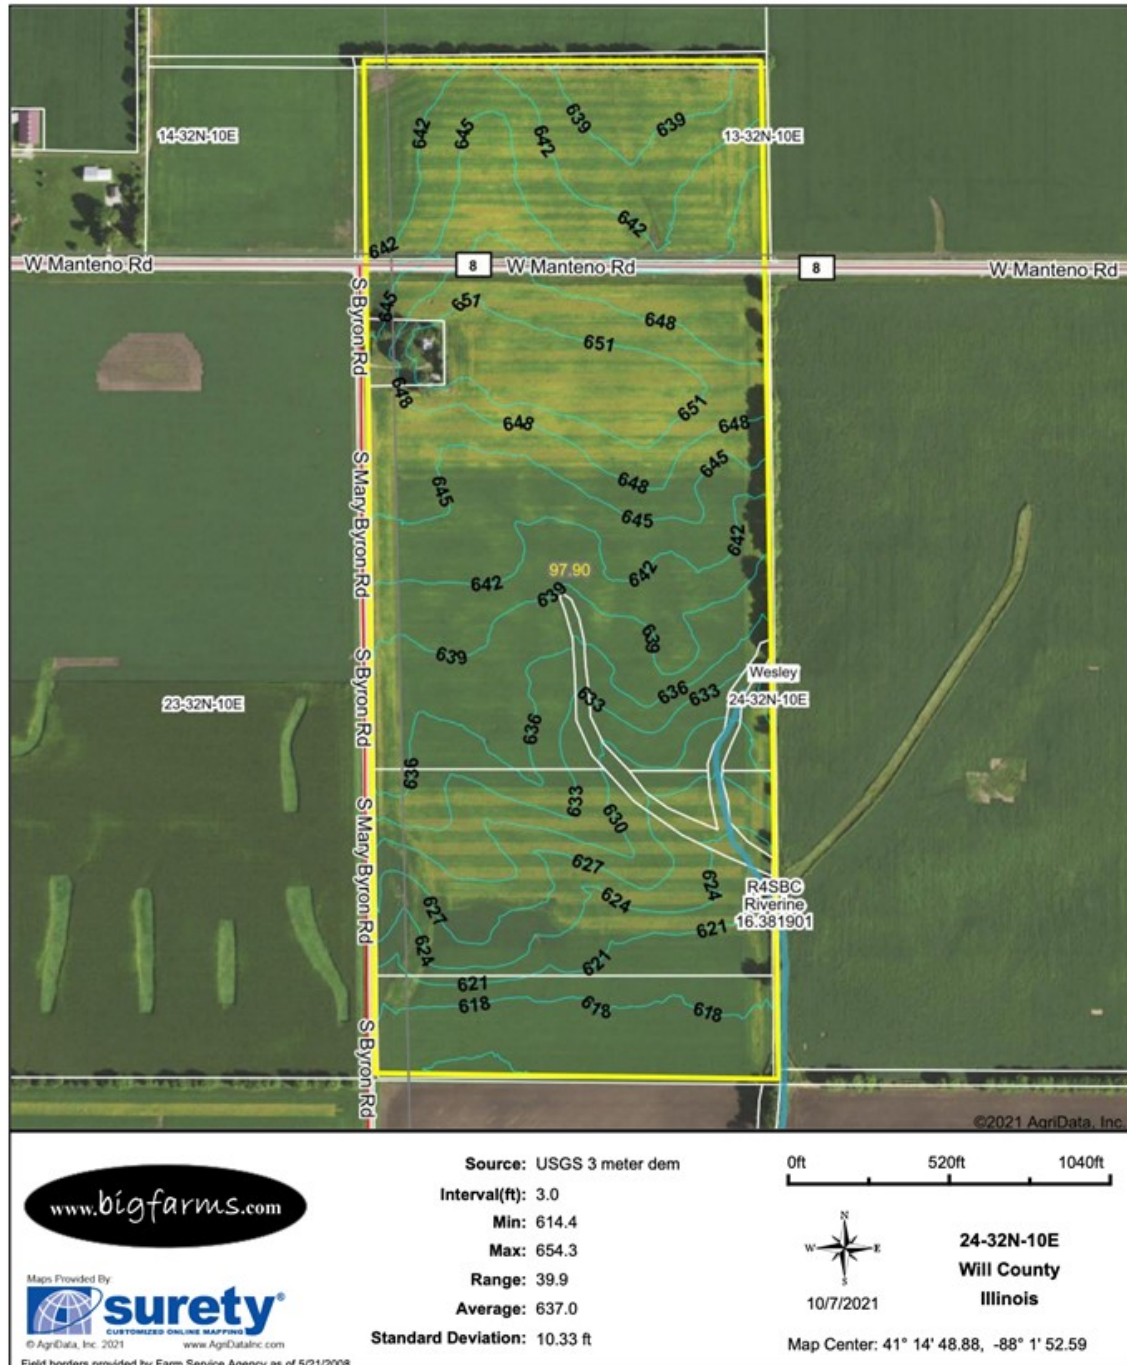 14-32N-10E
13-32N-10E
642
645
642
639
639
642
642
W Manteno Rd
8
W Manteno Rd
8
W Manteno Rd
S Byron Rd
645
651
648
651
648
651
648
648
645
648
645
645
S Mary Byron Rd
642
97.90
642
642
639
639
639
S Byron Rd
Wesley
24-32N-10E
23-32N-10E
636
633
633
636
636
633
630
S Mary Byron Rd
627
624
R4SBC
Riverine
16.381901
627
624
624
621
621
621
618
618
618
S Byron Rd
©2021 AgriData, Inc.
www.bigfarms.com
Maps Provided By:
surety®
CUSTOMIZED ONLINE MAPPING
© AgriData, Inc. 2021 www.AgriDataInc.com
Field borders provided by Farm Service Agency as of 5/21/2008.
Source: USGS 3 meter dem
Interval(ft): 3.0
Min: 614.4
Max: 654.3
Range: 39.9
Average: 637.0
Standard Deviation: 10.33 ft
0ft 520ft 1040ft
N
W E
S
10/7/2021
24-32N-10E
Will County
Illinois
Map Center: 41° 14' 48.88, -88° 1' 52.59